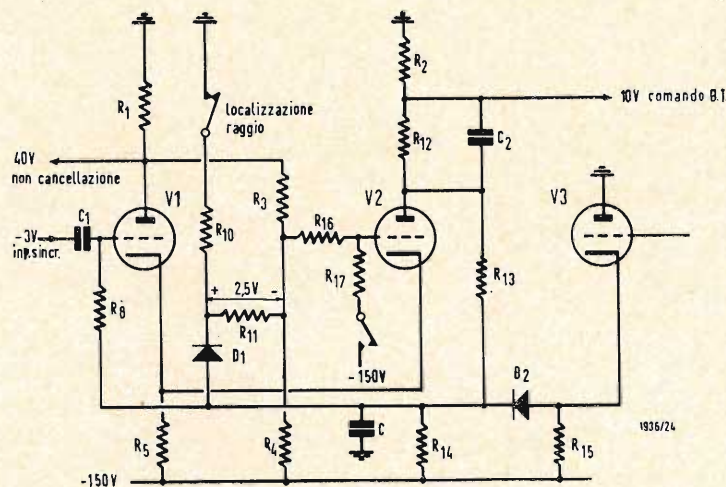 R2
R1
localizzazione
raggio
10V comando B.T
R12
C2
40V
non cancellazione
V1
R3
V2
V3
C1
R10
R16
-3V
inp.sincr.
R17
R13
R8
+ 2,5V -
R11
D1
-150V
B2
1936/24
R5
R4
C
R14
R15
-150V